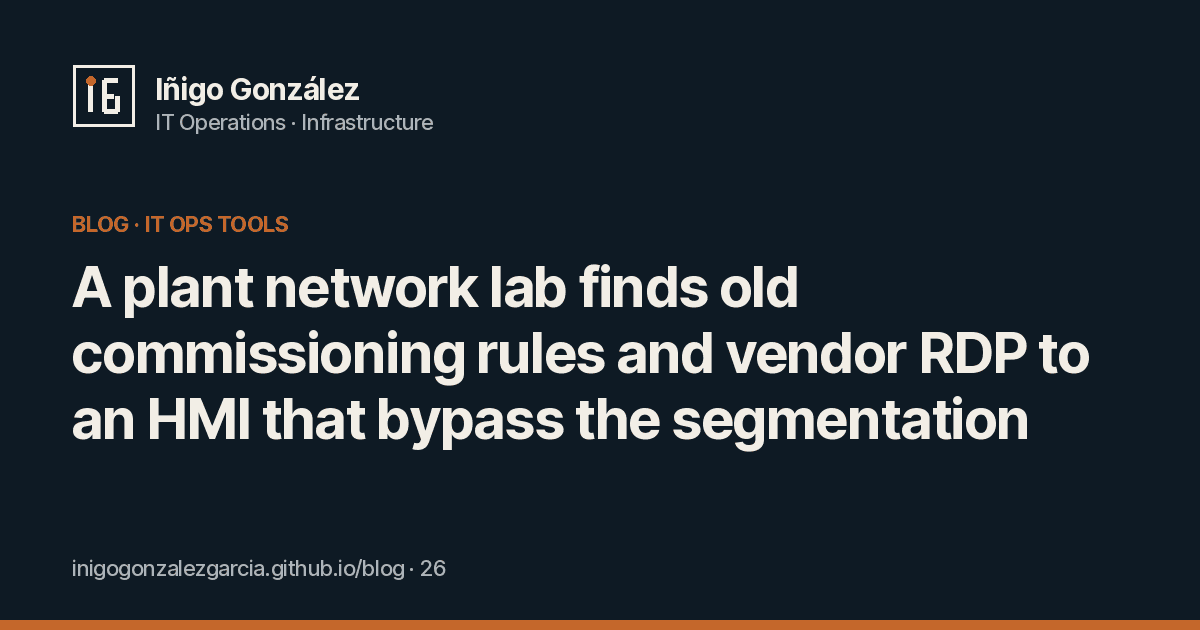 iG
Iñigo González
IT Operations · Infrastructure
BLOG · IT OPS TOOLS
A plant network lab finds old
commissioning rules and vendor RDP to
an HMI that bypass the segmentation
inigogonzalezgarcia.github.io/blog · 26